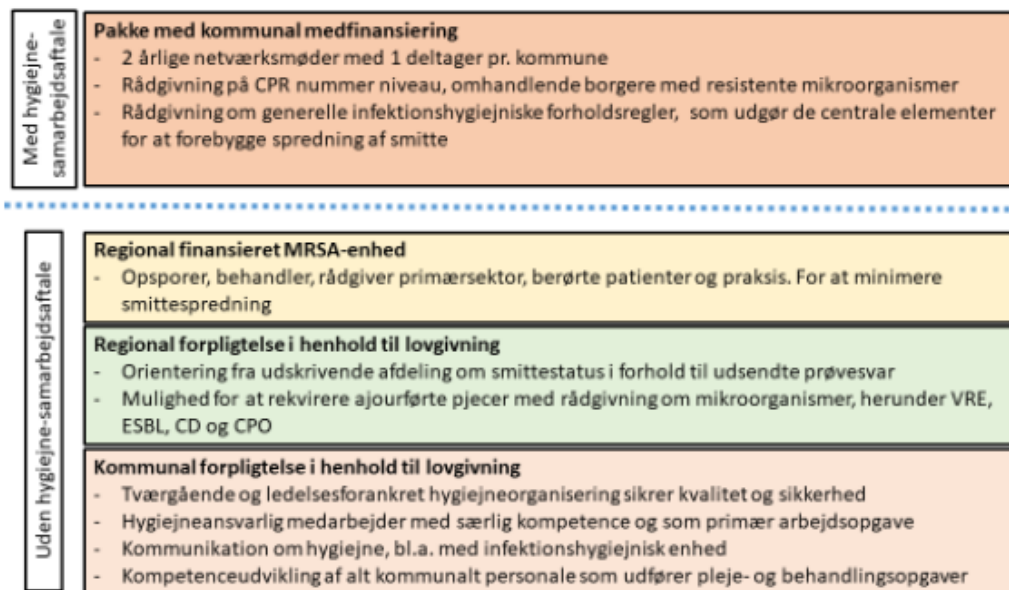 Med hygiejne-
samarbejdsaftale
Pakke med kommunal medfinansiering
- 2 årlige netværksmøder med 1 deltager pr. kommune
- Rådgivning på CPR nummer niveau, omhandlende borgere med resistente mikroorganismer
- Rådgivning om generelle infektionshygiejniske forholdsregler, som udgør de centrale elementer
for at forebygge spredning af smitte
Uden hygiejne-samarbejdsaftale
Regional finansieret MRSA-enhed
- Opsporer, behandler, rådgiver primærsektor, berørte patienter og praksis. For at minimere
smittespredning
Regional forpligtelse i henhold til lovgivning
- Orientering fra udskrivende afdeling om smittestatus i forhold til udsendte prøvesvar
- Mulighed for at rekvirere ajourførte pjecer med rådgivning om mikroorganismer, herunder VRE,
ESBL, CD og CPO
Kommunal forpligtelse i henhold til lovgivning
- Tværgående og ledelsesforankret hygiejneorganisering sikrer kvalitet og sikkerhed
- Hygiejneansvarlig medarbejder med særlig kompetence og som primær arbejdsopgave
- Kommunikation om hygiejne, bl.a. med infektionshygiejnisk enhed
- Kompetenceudvikling af alt kommunalt personale som udfører pleje- og behandlingsopgaver